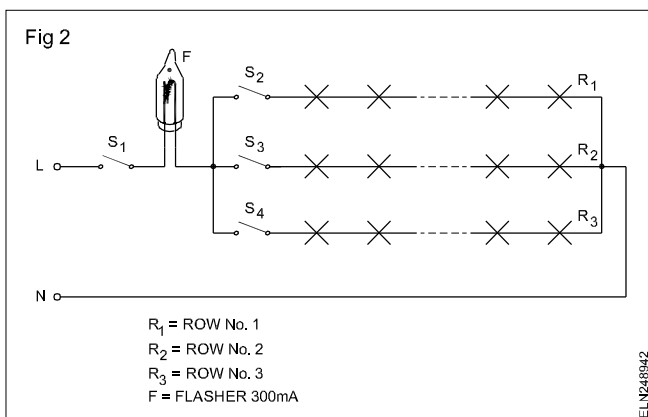 Fig 2
F
S2
R1
S1
S3
L
R2
S4
R3
N
R1 = ROW No. 1
R2 = ROW No. 2
R3 = ROW No. 3
F = FLASHER 300mA
ELN248942